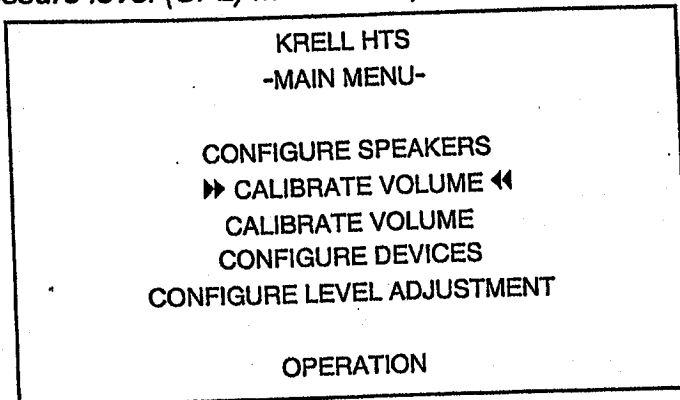 KRELL HTS
-MAIN MENU-
CONFIGURE SPEAKERS
▶▶ CALIBRATE VOLUME ◀◀
CALIBRATE VOLUME
CONFIGURE DEVICES
CONFIGURE LEVEL ADJUSTMENT
OPERATION